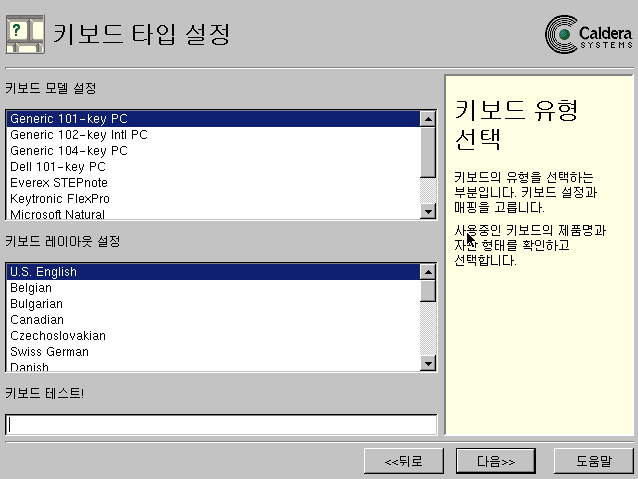 ?
키보드 타입 설정
Caldera
SYSTEMS
키보드 모델 설정
Generic 101-key PC
Generic 102-key Intl PC
Generic 104-key PC
Dell 101-key PC
Everex STEPnote
Keytronic FlexPro
Microsoft Natural
키보드 레이아웃 설정
U.S. English
Belgian
Bulgarian
Canadian
Czechoslovakian
Swiss German
Danish
키보드 테스트!
키보드 유형
선택
키보드의 유형을 선택하는
부분입니다. 키보드 설정과
매핑을 고릅니다.
사용중인 키보드의 제품명과
자판 형태를 확인하고
선택합니다.
<<뒤로
다음>>
도움말